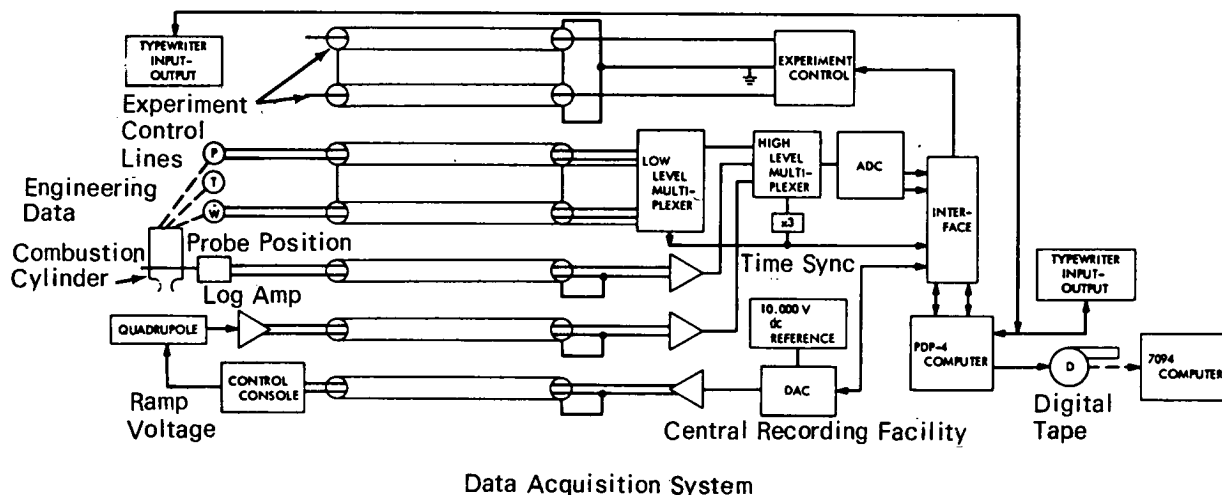 TYPEWRITER
INPUT-
OUTPUT
Experiment
Control
Lines
EXPERIMENT
CONTROL
Engineering
Data
P
T
Ẇ
Combustion
Cylinder
Probe Position
Log Amp
LOW
LEVEL
MULTI-
PLEXER
HIGH
LEVEL
MULTI-
PLEXER
ADC
x3
Time Sync
INTER-
FACE
TYPEWRITER
INPUT-
OUTPUT
QUADRUPOLE
10.000 V
dc
REFERENCE
PDP-4
COMPUTER
D
7094
COMPUTER
Ramp
Voltage
CONTROL
CONSOLE
DAC
Central Recording Facility
Digital
Tape
Data Acquisition System